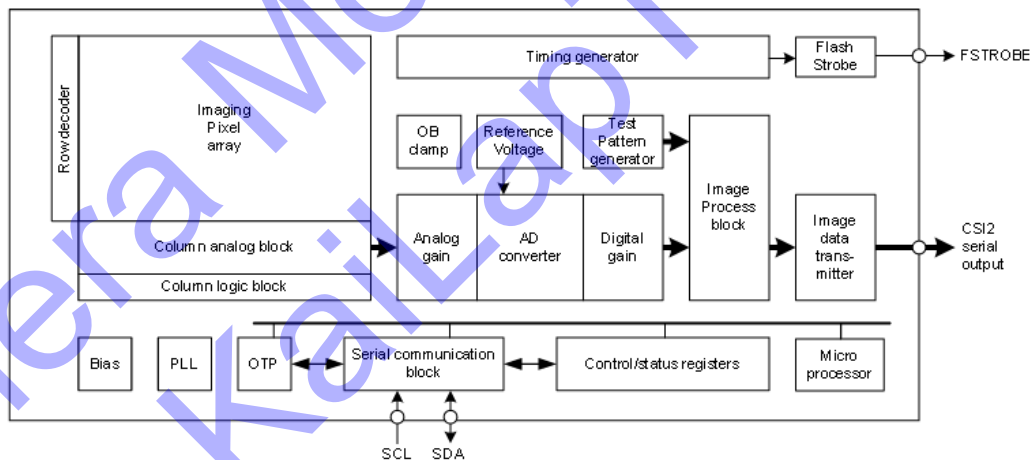 Timing generator
Flash
Strobe
FSTROBE
Row decoder
Imaging
Pixel
array
OB
clamp
Reference
Voltage
Test
Pattern
generator
Image
Process
block
Column analog block
Column logic block
Analog
gain
AD
converter
Digital
gain
Image
data
trans-
mitter
CSI2
serial
output
Bias
PLL
OTP
Serial communication
block
Control/status registers
Micro
processor
SCL
SDA
KaiLap